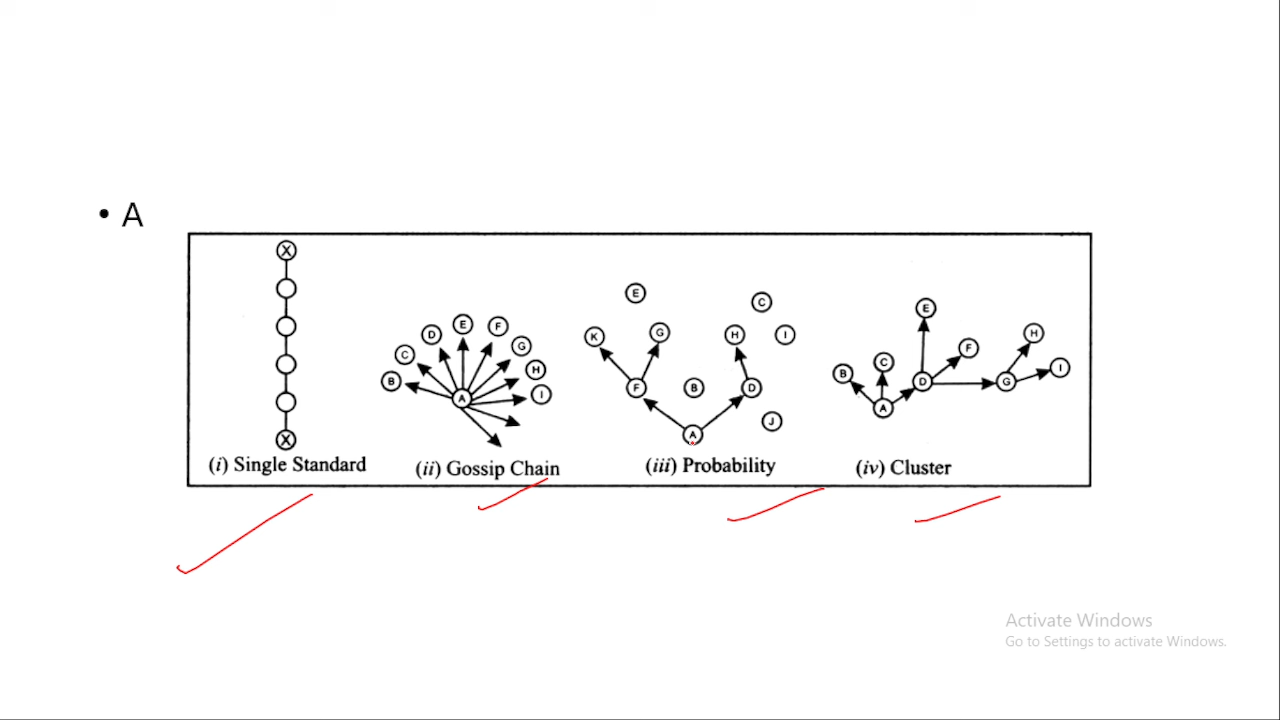 • A
X
E C
E H
D E F K G H I C F
C G B C
H D G I
B I F B D B
A A
A J
X
(i) Single Standard (ii) Gossip Chain (iii) Probability (iv) Cluster
Activate Windows
Go to Settings to activate Windows.